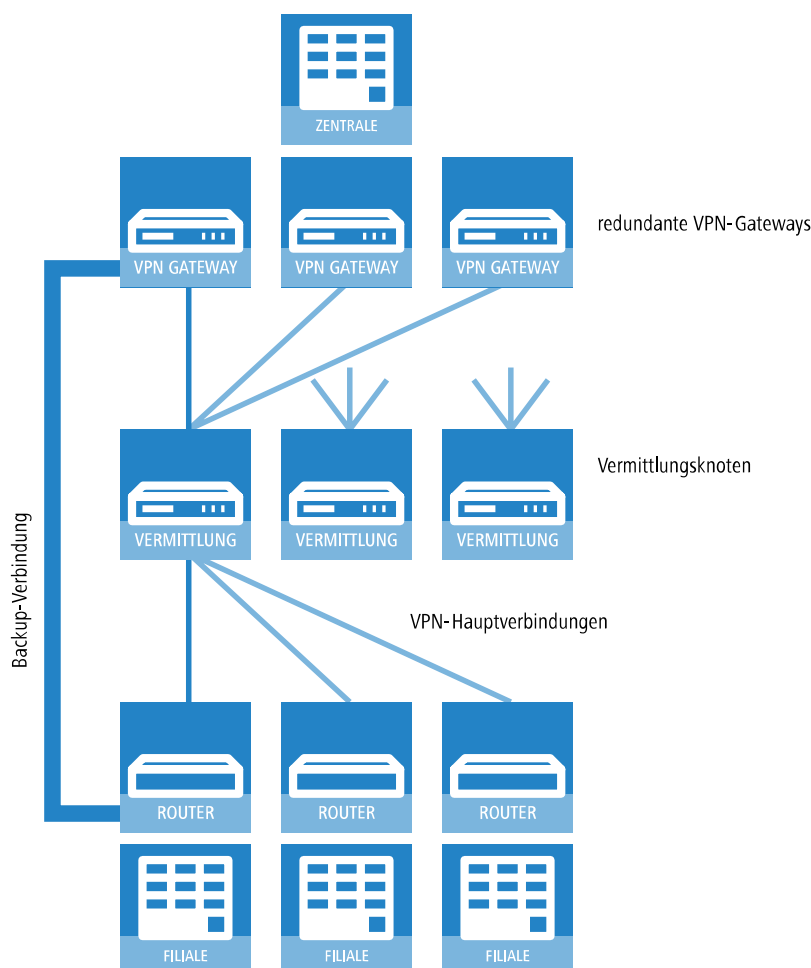 ZENTRALE
redundante VPN-Gateways
VPN GATEWAY
VPN GATEWAY
VPN GATEWAY
Vermittlungsknoten
VERMITTLUNG
VERMITTLUNG
VERMITTLUNG
Backup-Verbindung
VPN-Hauptverbindungen
ROUTER
ROUTER
ROUTER
FILIALE
FILIALE
FILIALE